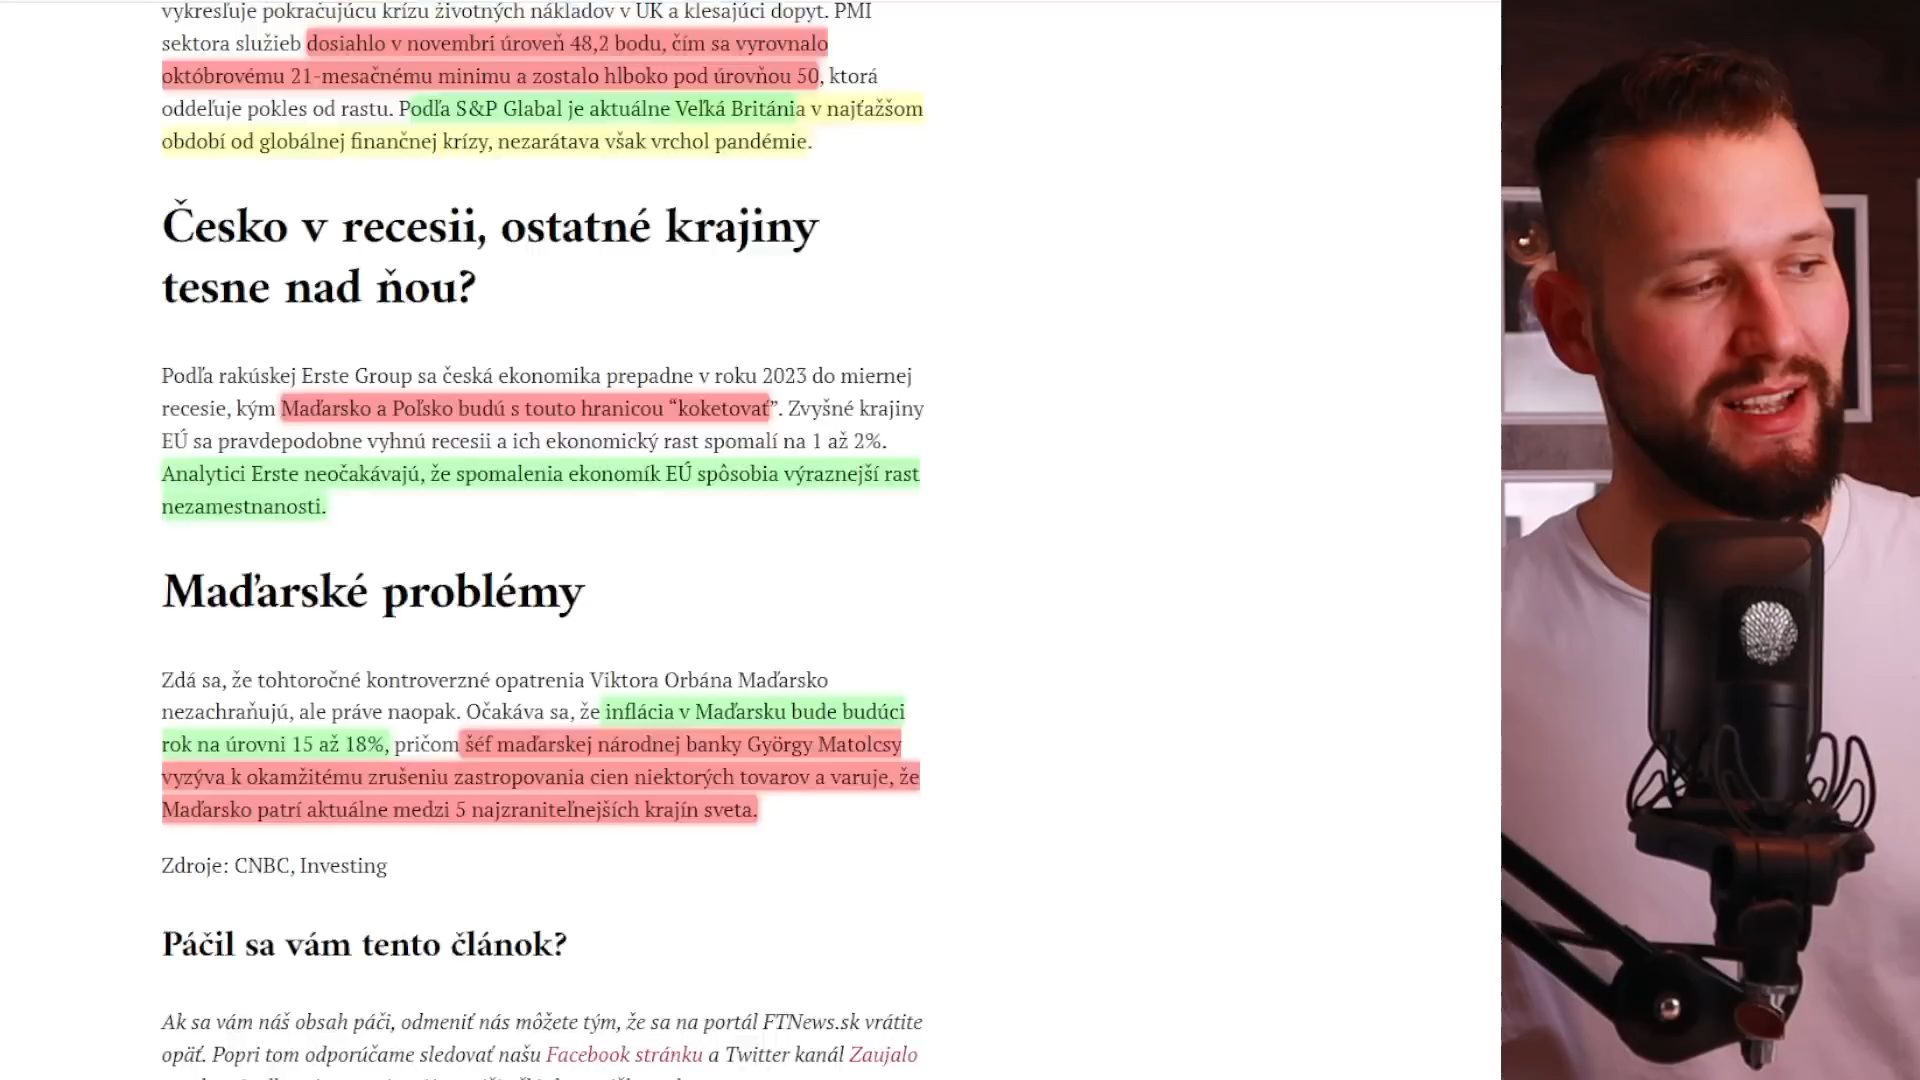 vykresľuje pokračujúcu krízu životných nákladov v UK a klesajúci dopyt. PMI
sektora služieb dosiahlo v novembri úroveň 48,2 bodu, čím sa vyrovnalo
októbrovému 21-mesačnému minimu a zostalo hlboko pod úrovňou 50, ktorá
oddeľuje pokles od rastu. Podľa S&P Glabal je aktuálne Veľká Británia v najťažšom
období od globálnej finančnej krízy, nezarátava však vrchol pandémie.
Česko v recesii, ostatné krajiny
tesne nad ňou?
Podľa rakúskej Erste Group sa česká ekonomika prepadne v roku 2023 do miernej
recesie, kým Maďarsko a Poľsko budú s touto hranicou “koketovať”. Zvyšné krajiny
EÚ sa pravdepodobne vyhnú recesii a ich ekonomický rast spomalí na 1 až 2%.
Analytici Erste neočakávajú, že spomalenia ekonomík EÚ spôsobia výraznejší rast
nezamestnanosti.
Maďarské problémy
Zdá sa, že tohtoročné kontroverzné opatrenia Viktora Orbána Maďarsko
nezachraňujú, ale práve naopak. Očakáva sa, že inflácia v Maďarsku bude budúci
rok na úrovni 15 až 18%, pričom šéf maďarskej národnej banky György Matolcsy
vyzýva k okamžitému zrušeniu zastropovania cien niektorých tovarov a varuje, že
Maďarsko patrí aktuálne medzi 5 najzraniteľnejších krajín sveta.
Zdroje: CNBC, Investing
Páčil sa vám tento článok?
Ak sa vám náš obsah páči, odmeniť nás môžete tým, že sa na portál FTNews.sk vrátite
opäť. Popri tom odporúčame sledovať našu Facebook stránku a Twitter kanál Zaujalo